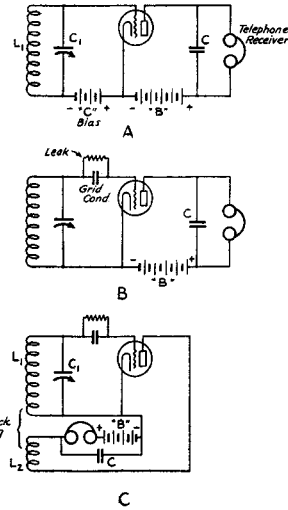 L₁
C₁
C
Telephone
Receiver
- + - +
"C"
Bias
"B"
A
Leak
Grid
Cond
C
- +
"B"
B
L₁
C₁
"B"
+ -
C
L₂
C